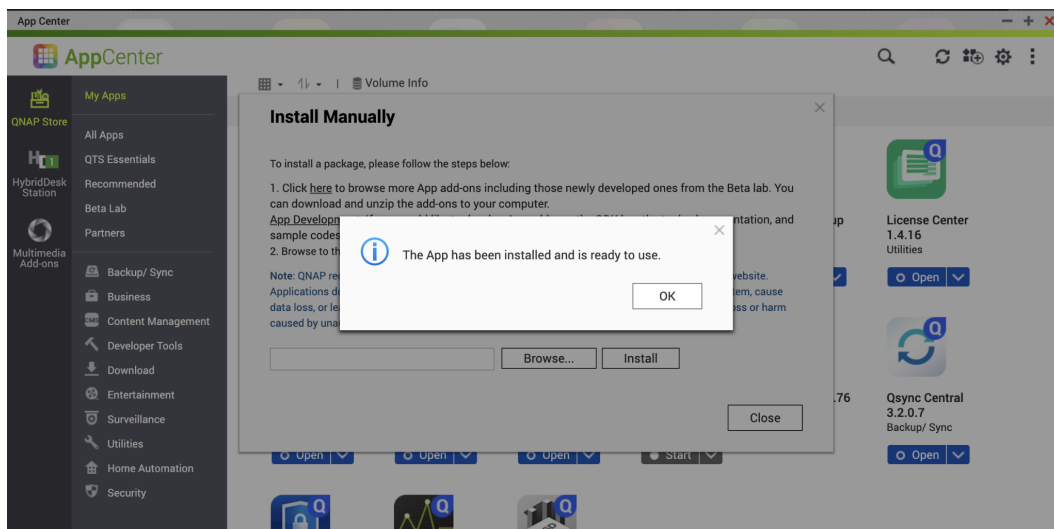 App Center
AppCenter
Volume Info
QNAP Store
HybridDesk
Station
Multimedia
Add-ons
My Apps
All Apps
QTS Essentials
Recommended
Beta Lab
Partners
Backup/ Sync
Business
Content Management
Developer Tools
Download
Entertainment
Surveillance
Utilities
Home Automation
Security
Install Manually
To install a package, please follow the steps below:
1. Click here to browse more App add-ons including those newly developed ones from the Beta lab. You
can download and unzip the add-ons to your computer.
App Developn
sample codes
2. Browse to th
Note: QNAP re
Applications d
data loss, or le
caused by una
ntation, and
website.
tem, cause
oss or harm
The App has been installed and is ready to use.
OK
Browse...
Install
Close
up
License Center
1.4.16
Utilities
Open
.76
Qsync Central
3.2.0.7
Backup/ Sync
Open
Open
Open
Open
Start